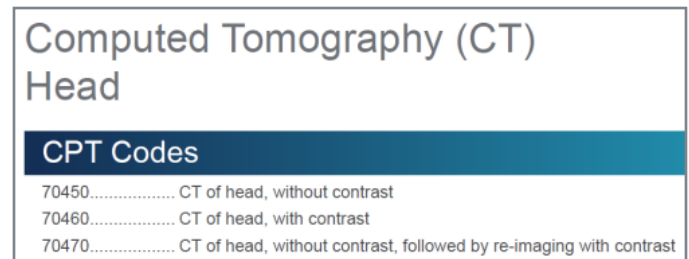 Computed Tomography (CT)
Head
CPT Codes
70450................. CT of head, without contrast
70460................. CT of head, with contrast
70470................. CT of head, without contrast, followed by re-imaging with contrast